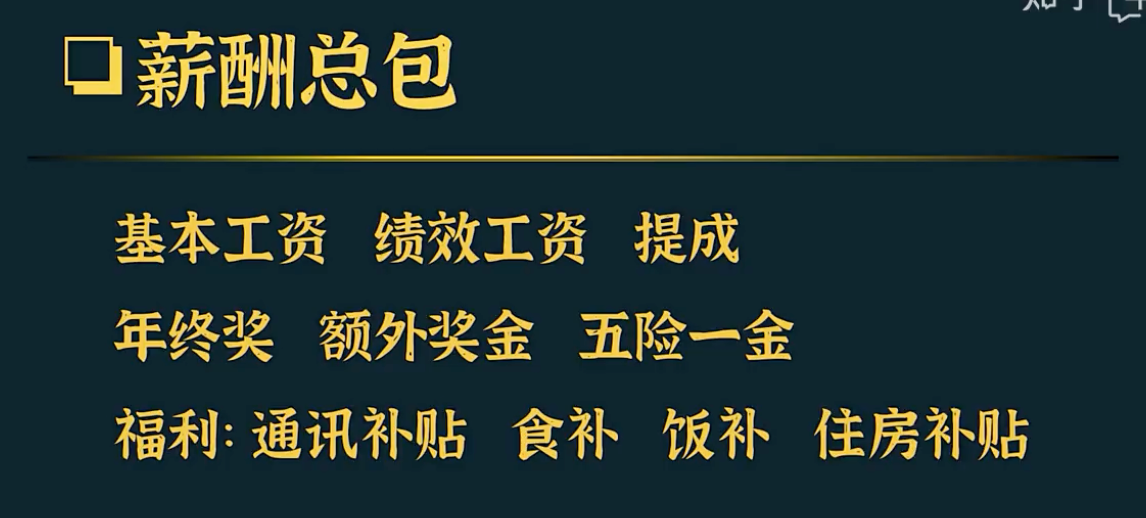 薪酬总包
基本工资 绩效工资 提成
年终奖 额外奖金 五险一金
福利: 通讯补贴 食补 饭补 住房补贴